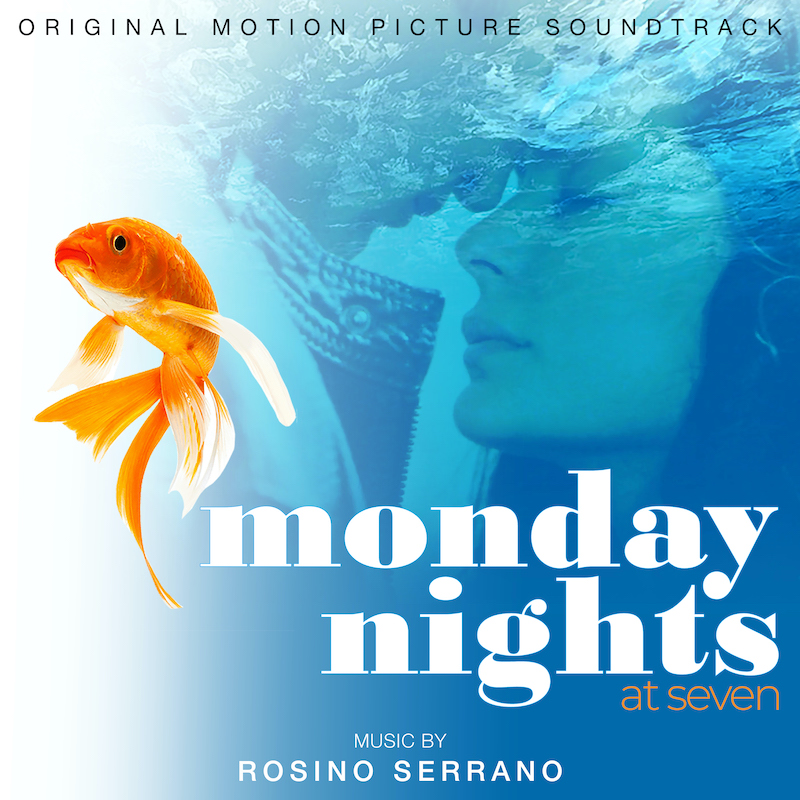 ORIGINAL MOTION PICTURE SOUNDTRACK
monday
nights
at seven
MUSIC BY
ROSINO SERRANO